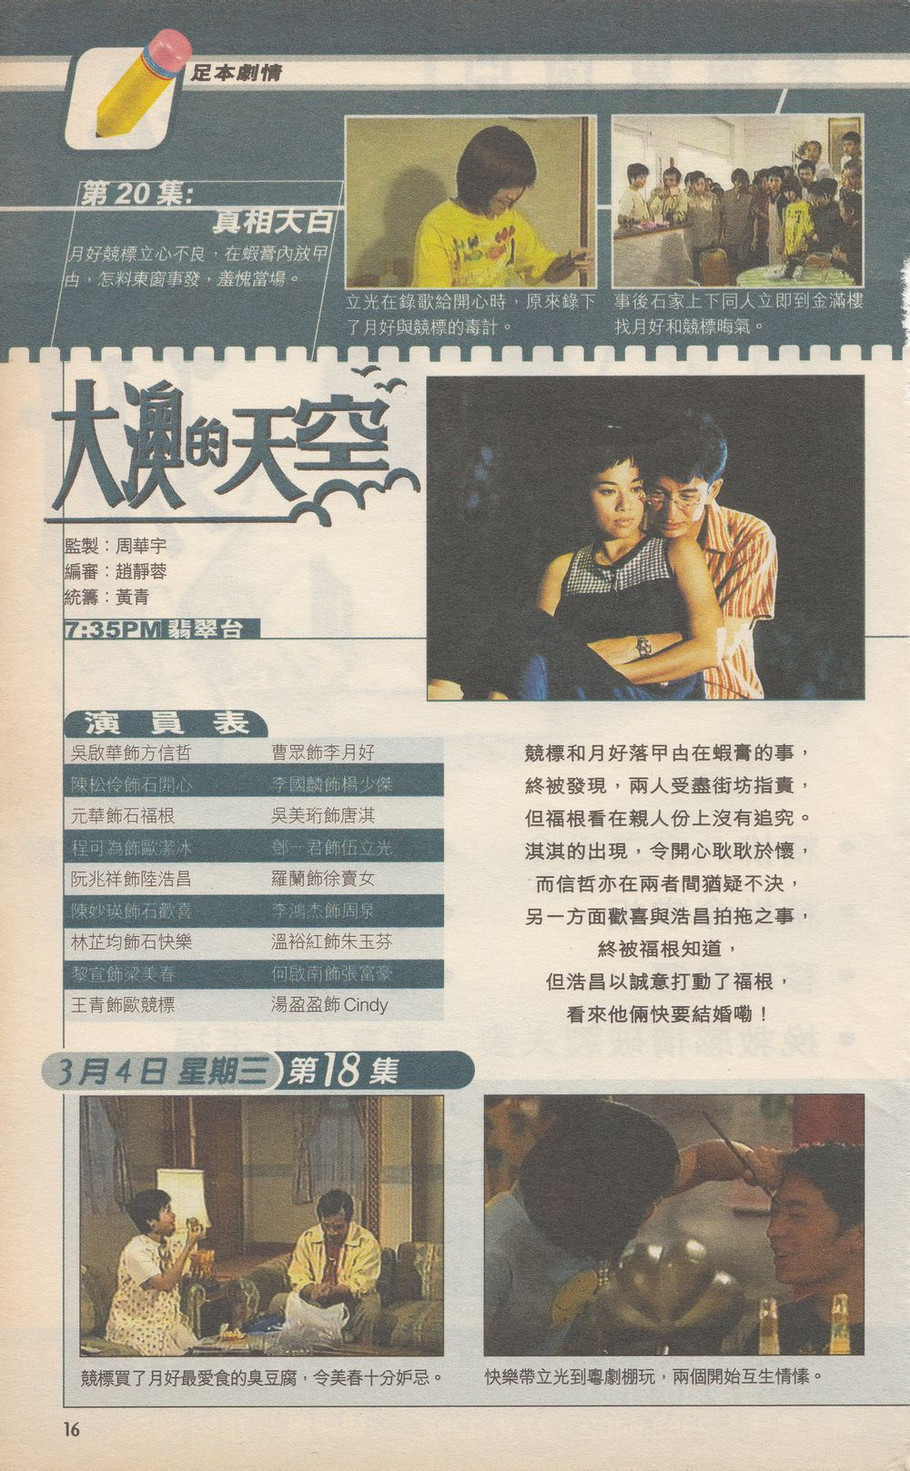 足本劇情
第20集:
真相大白
月好競標立心不良，在蝦膏內放曱
甴，怎料東窗事發，羞愧當場。
立光在錄歌給開心時，原來錄下
了月好與競標的毒計。
事後石家上下同人立即到金滿樓
找月好和競標晦氣。
大澳的天空
監製：周華宇
編審：趙靜蓉
統籌：黃青
7:35PM 翡翠台
演員表
吳啟華飾方信哲 曹眾飾李月好
陳松伶飾石開心 李國麟飾楊少傑
元華飾石福根 吳美珩飾唐淇
程可為飾歐潔冰 鄧一君飾伍立光
阮兆祥飾陸浩昌 羅蘭飾徐賣女
陳妙瑛飾石歡喜 李鴻杰飾周泉
林芷均飾石快樂 溫裕紅飾朱玉芬
黎宣飾梁美春 何啟南飾張富豪
王青飾歐競標 湯盈盈飾Cindy
競標和月好落曱甴在蝦膏的事，
終被發現，兩人受盡街坊指責，
但福根看在親人份上沒有追究。
淇淇的出現，令開心耿耿於懷，
而信哲亦在兩者間猶疑不決，
另一方面歡喜與浩昌拍拖之事，
終被福根知道，
但浩昌以誠意打動了福根，
看來他倆快要結婚嘞！
3月4日 星期三 第18集
競標買了月好最愛食的臭豆腐，令美春十分妒忌。
快樂帶立光到粵劇棚玩，兩個開始互生情愫。
16